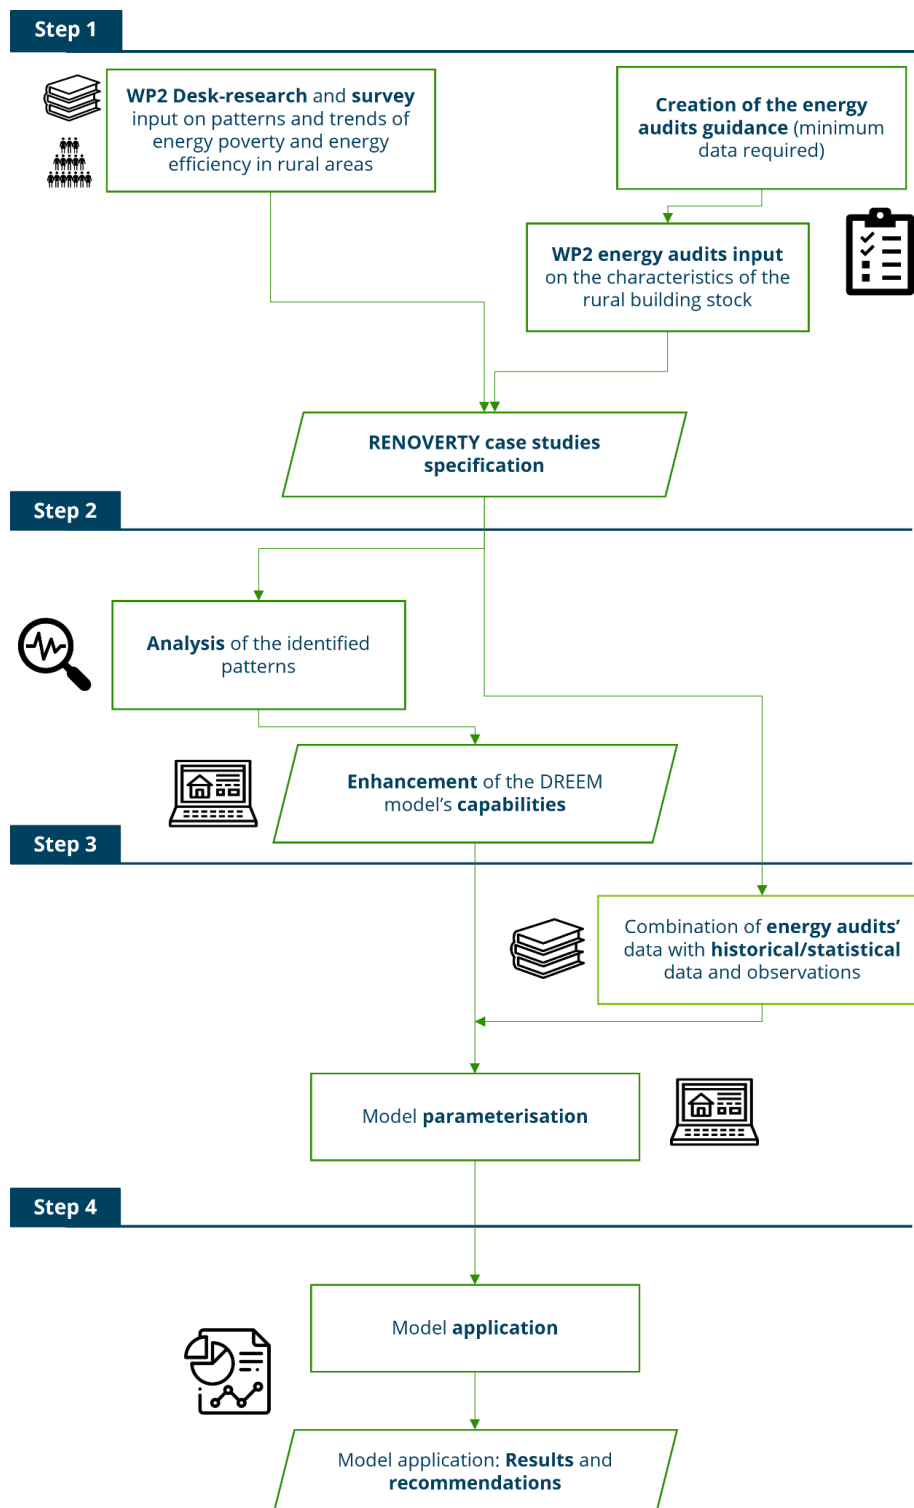 Step 1
WP2 Desk-research and survey
input on patterns and trends of
energy poverty and energy
efficiency in rural areas
Creation of the energy
audits guidance (minimum
data required)
WP2 energy audits input
on the characteristics of the
rural building stock
RENOVERTY case studies
specification
Step 2
Analysis of the identified
patterns
Enhancement of the DREEM
model’s capabilities
Step 3
Combination of energy audits’
data with historical/statistical
data and observations
Model parameterisation
Step 4
Model application
Model application: Results and
recommendations